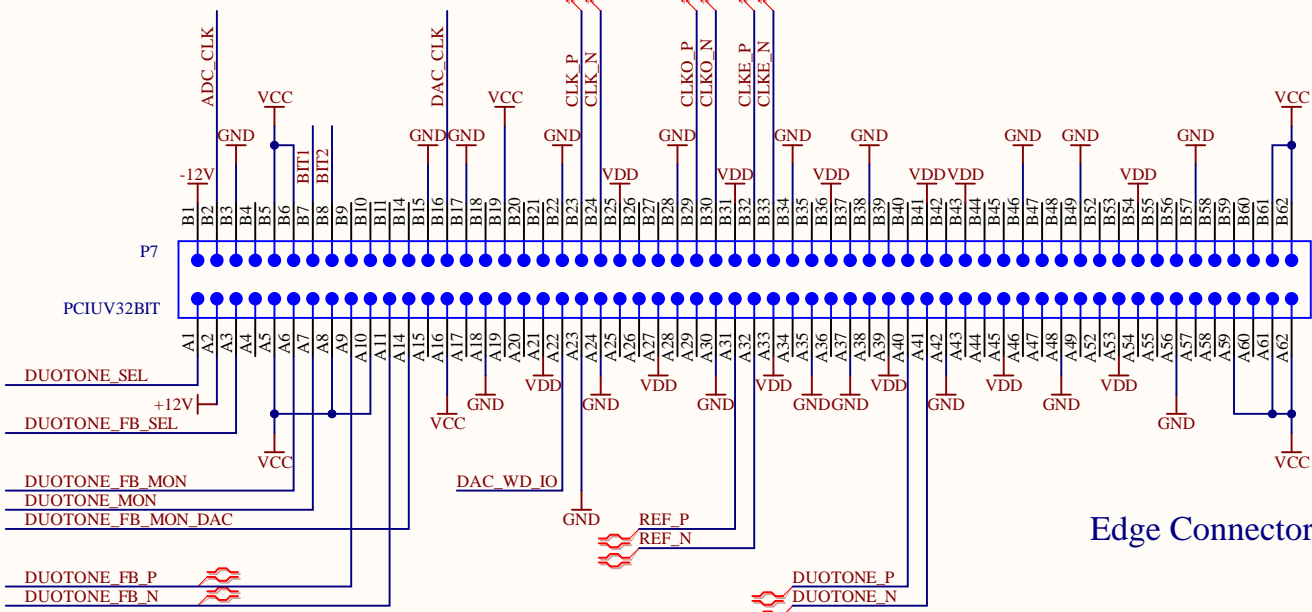 ADC_CLK
DAC_CLK
CLK_P
CLK_N
CLKO_P
CLKO_N
CLKE_P
CLKE_N
VCC VCC VCC
GND BIT1 BIT2 GND GND GND GND GND GND GND GND GND
-12V VDD VDD VDD VDD VDD VDD
B1 B2 B3 B4 B5 B6 B7 B8 B9 B10 B11 B14 B15 B16 B17 B18 B19 B20 B21 B22 B23 B24 B25 B26 B27 B28 B29 B30 B31 B32 B33 B34 B35 B36 B37 B38 B39 B40 B41 B42 B43 B44 B45 B46 B47 B48 B49 B52 B53 B54 B55 B56 B57 B58 B59 B60 B61 B62
P7
PCIUV32BIT
A1 A2 A3 A4 A5 A6 A7 A8 A9 A10 A11 A14 A15 A16 A17 A18 A19 A20 A21 A22 A23 A24 A25 A26 A27 A28 A29 A30 A31 A32 A33 A34 A35 A36 A37 A38 A39 A40 A41 A42 A43 A44 A45 A46 A47 A48 A49 A52 A53 A54 A55 A56 A57 A58 A59 A60 A61 A62
DUOTONE_SEL
VDD VDD VDD VDD VDD VDD
+12V GND GND GND GND GND GND GND
DUOTONE_FB_SEL VCC GND
VCC VCC
DUOTONE_FB_MON DAC_WD_IO
DUOTONE_MON
DUOTONE_FB_MON_DAC GND REF_P
REF_N
Edge Connector
DUOTONE_FB_P DUOTONE_P
DUOTONE_FB_N DUOTONE_N